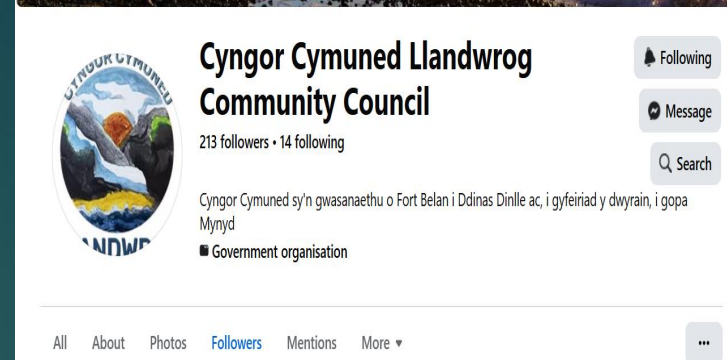 CYNGOR CYMUNED
Cyngor Cymuned Llandwrog
Community Council
213 followers • 14 following
Cyngor Cymuned sy'n gwasanaethu o Fort Belan i Ddinas Dinlle ac, i gyfeiriad y dwyrain, i gopa
Mynyd
Government organisation
Following
Message
Search
All About Photos Followers Mentions More ▾
...